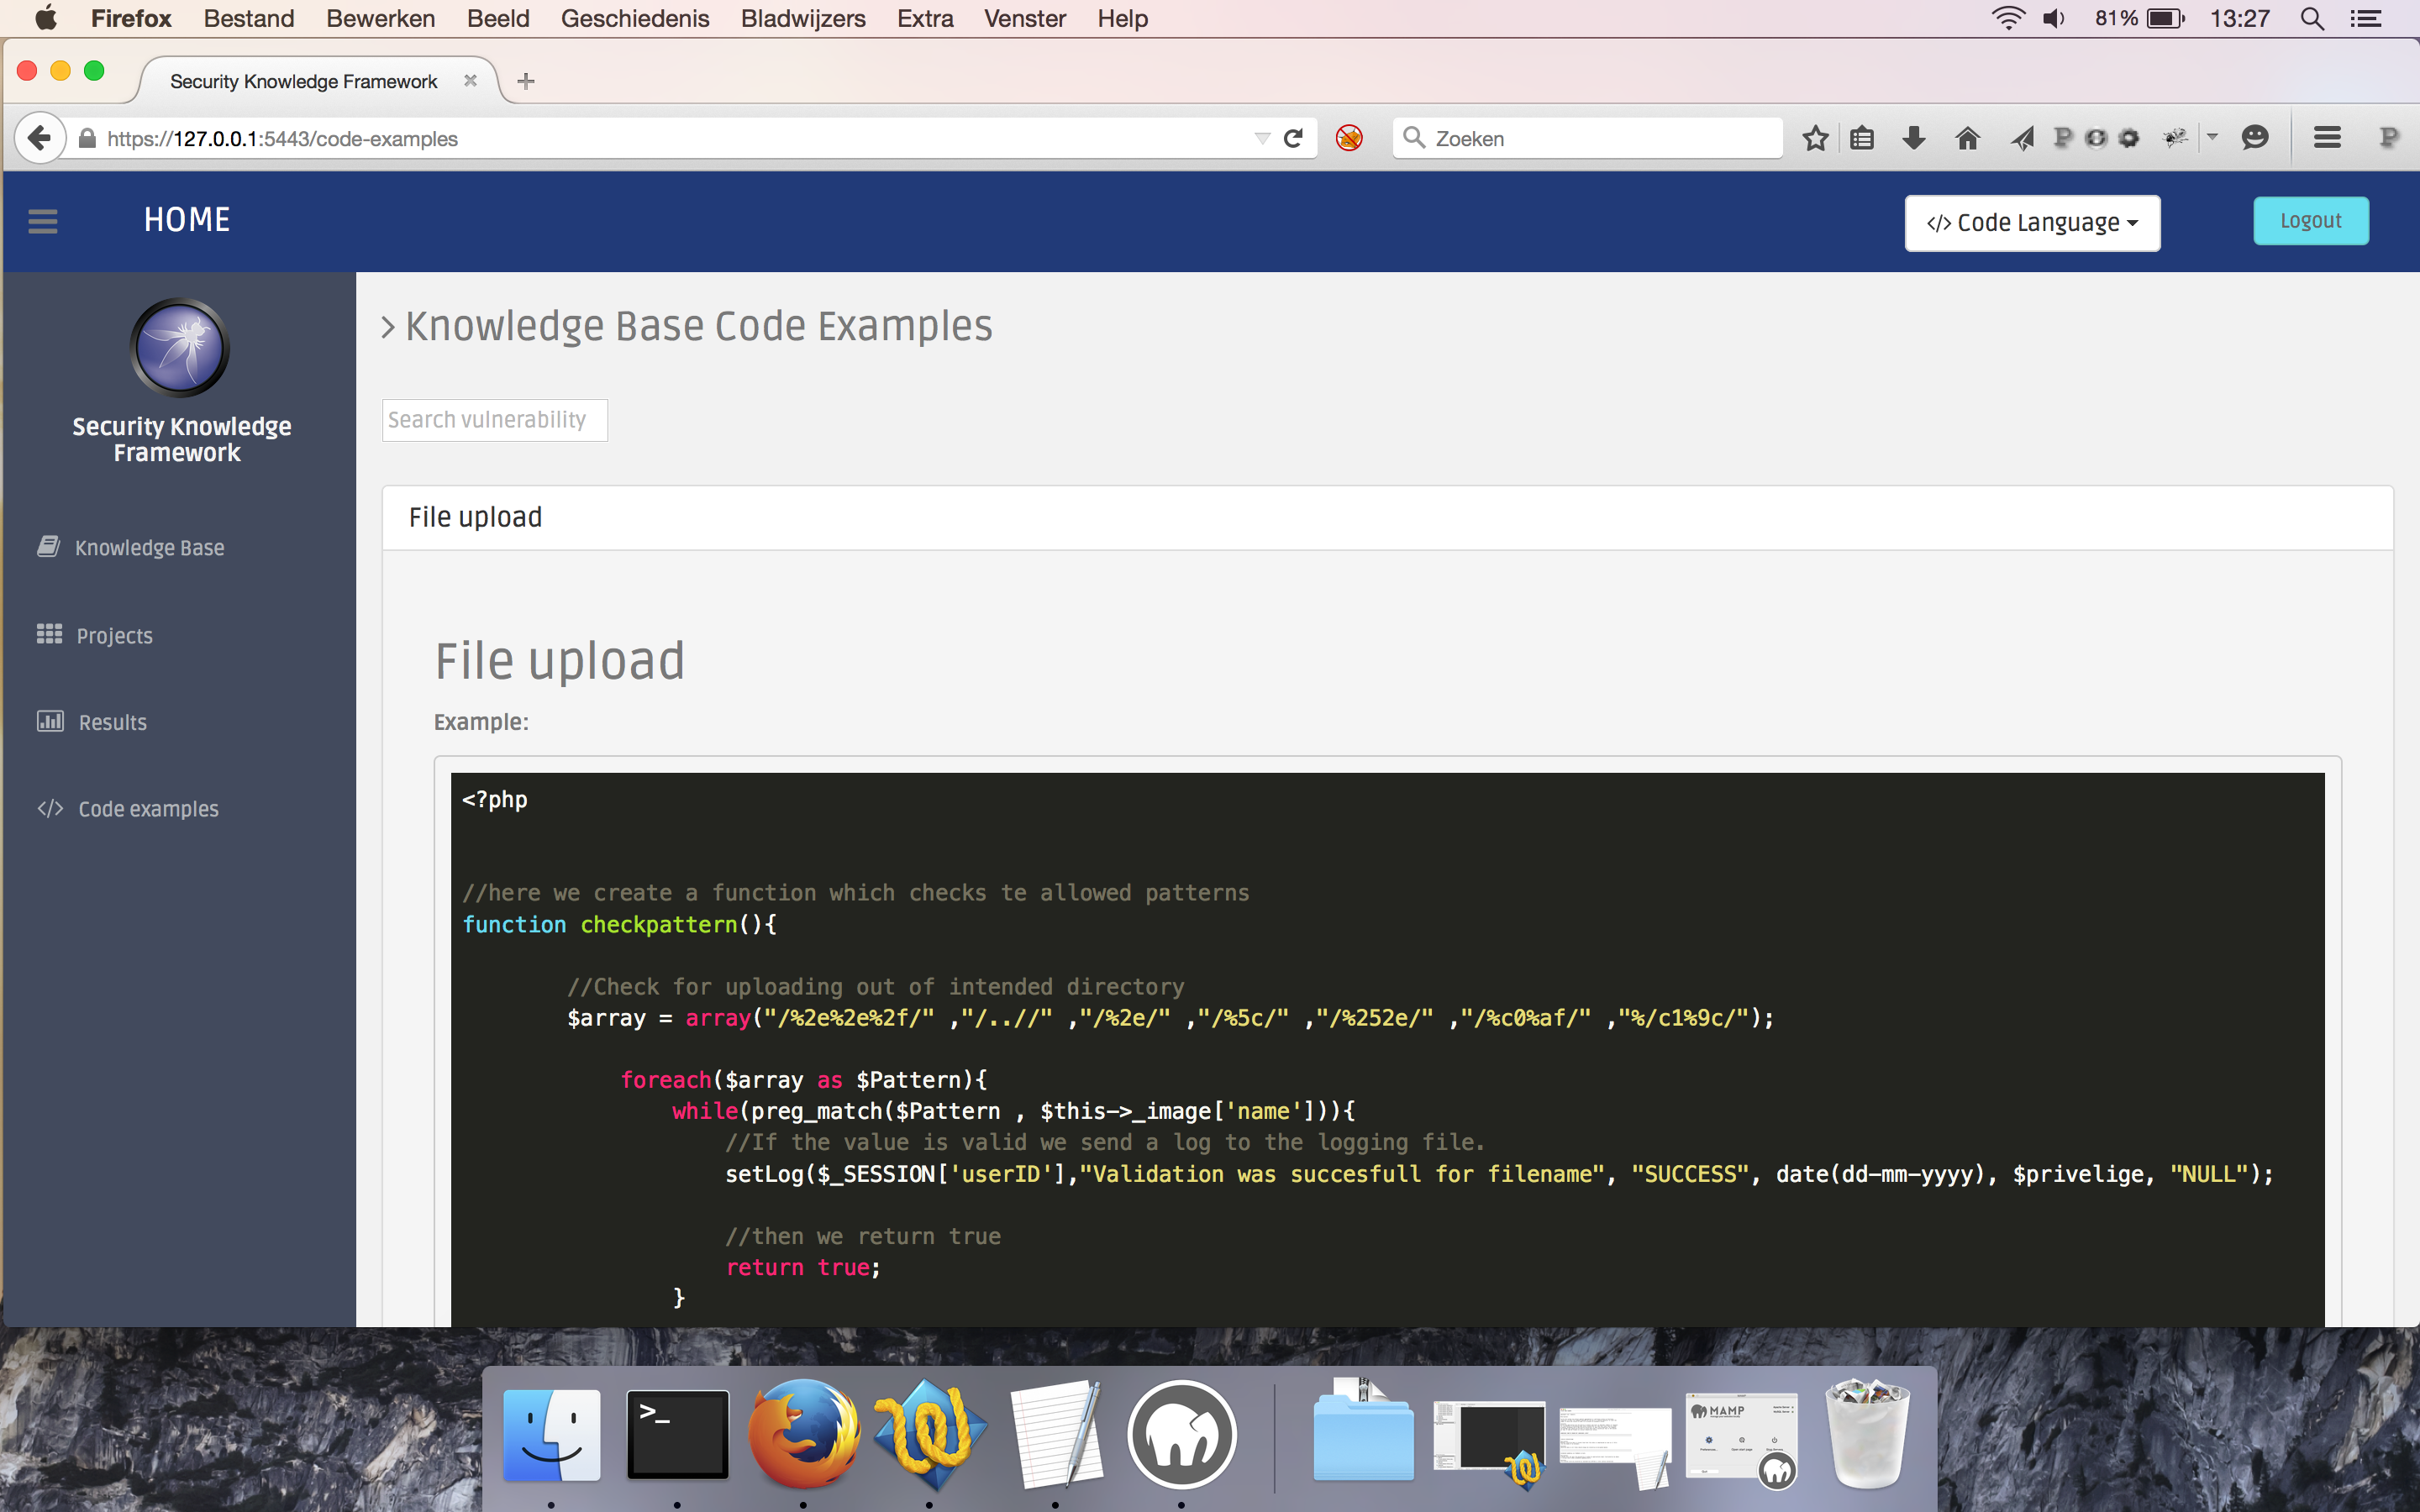 Firefox Bestand Bewerken Beeld Geschiedenis Bladwijzers Extra Venster Help 81% 13:27
Security Knowledge Framework
https://127.0.0.1:5443/code-examples Zoeken
HOME </> Code Language Logout
Security Knowledge
Framework
Knowledge Base
Projects
Results
</> Code examples
> Knowledge Base Code Examples
Search vulnerability
File upload
File upload
Example:
<?php
//here we create a function which checks te allowed patterns
function checkpattern(){
//Check for uploading out of intended directory
$array = array("/%2e%2e%2f/" ,"/..//" ,"/%2e/" ,"/%5c/" ,"/%252e/" ,"/%c0%af/" ,"%/c1%9c/");
foreach($array as $Pattern){
while(preg_match($Pattern , $this->_image['name'])){
//If the value is valid we send a log to the logging file.
setLog($_SESSION['userID'],"Validation was succesfull for filename", "SUCCESS", date(dd-mm-yyyy), $privelige, "NULL");
//then we return true
return true;
}
>_
MAMP